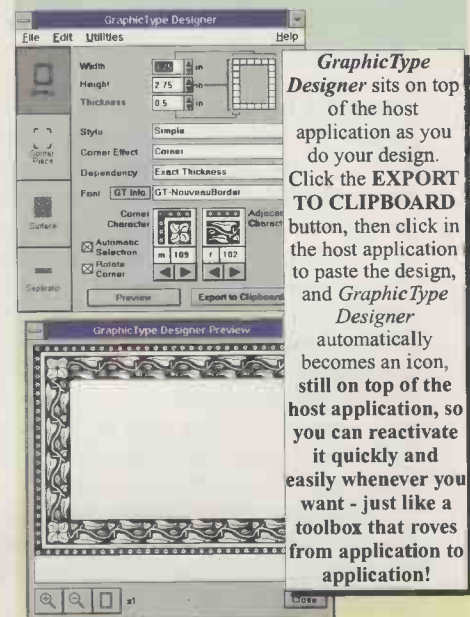 GraphicType Designer
File Edit Utilities Help
Width in
Height 2.75 in
Thickness 0.5 in
Style Simple
Corner Piece
Corner Effect Corner
Dependency Exact Thickness
Font GT Info GT-NouveauBorder
Surface
Corner Character
Adjacent Charact
Automatic Selection
m 109 f 102
Rotate Corner
Separator
Preview Export to Clipboard
GraphicType Designer Preview
x1 Close
GraphicType
Designer sits on top
of the host
application as you
do your design.
Click the EXPORT
TO CLIPBOARD
button, then click in
the host application
to paste the design,
and GraphicType
Designer
automatically
becomes an icon,
still on top of the
host application, so
you can reactivate
it quickly and
easily whenever you
want - just like a
toolbox that roves
from application to
application!